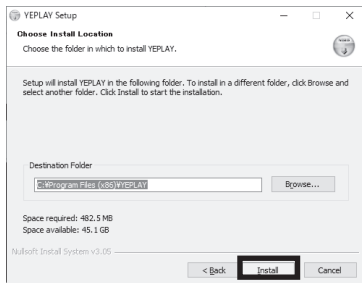 YEPLAY Setup
Choose Install Location
Choose the folder in which to install YEPLAY.
Setup will install YEPLAY in the following folder. To install in a different folder, click Browse and
select another folder. Click Install to start the installation.
Destination Folder
C:¥Program Files (x86)¥YEPLAY
Browse...
Space required: 482.5 MB
Space available: 45.1 GB
Nullsoft Install System v3.05
< Back
Install
Cancel